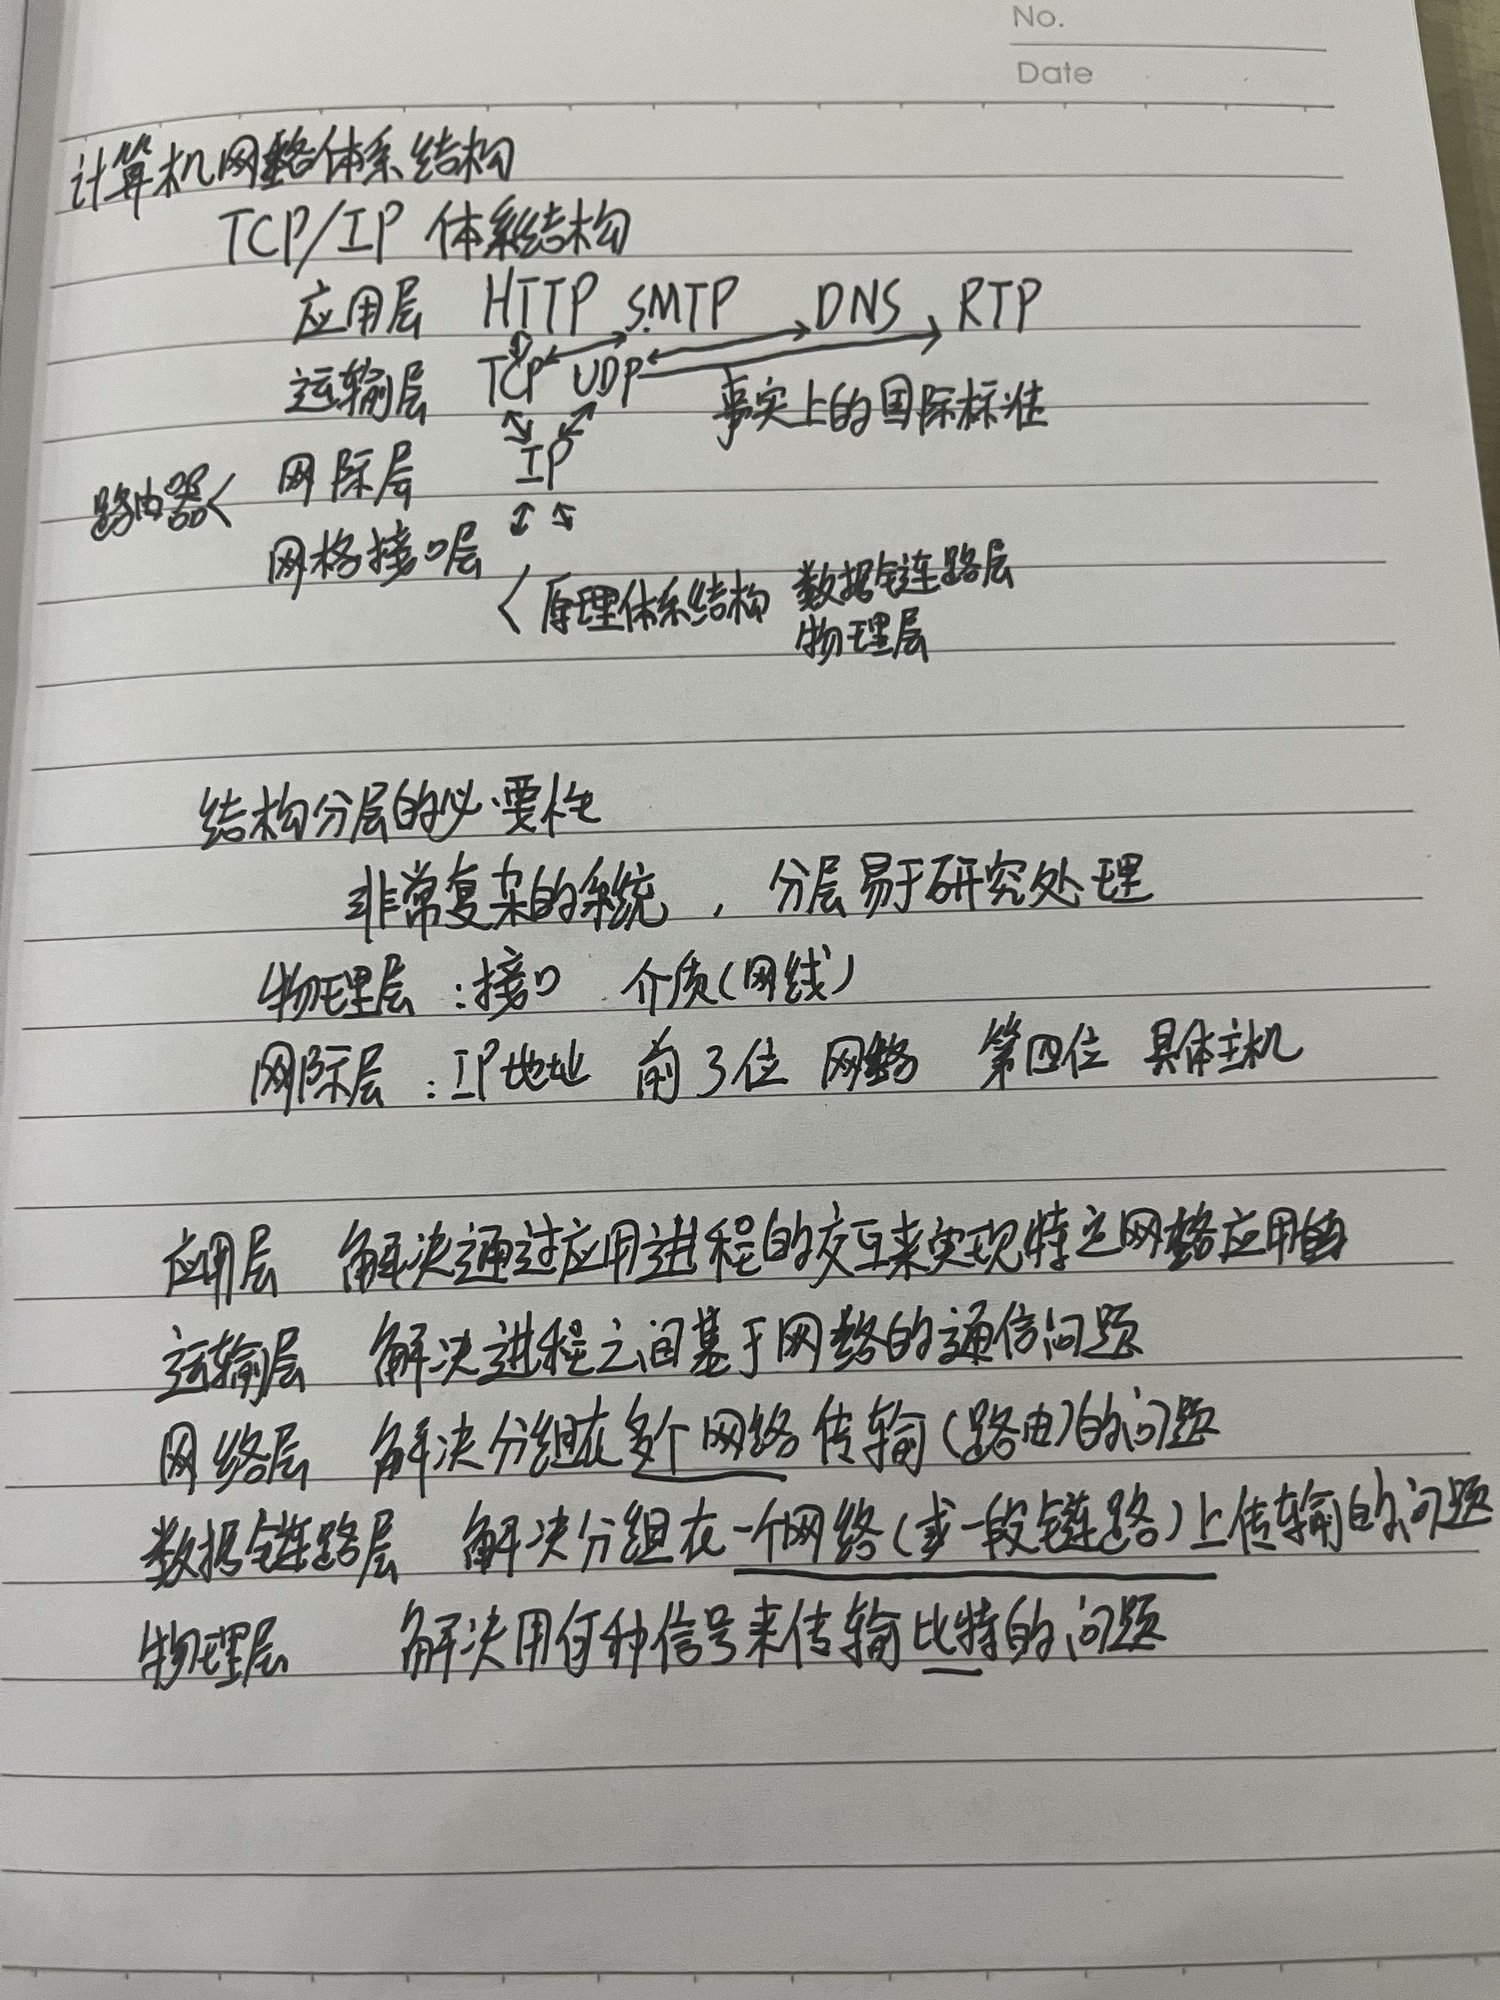 No.
Date
计算机网络体系结构
TCP/IP 体系结构
应用层 HTTP SMTP DNS RTP
运输层 TCP UDP
事实上的国际标准
网际层 IP
路由器<
网格接口层
<原理体系结构 数据链路层
物理层
结构分层的必要性
非常复杂的系统，分层易于研究处理
物理层：接口 介质(网线)
网际层：IP地址 前3位 网络 第四位 具体主机
应用层 解决通过应用进程的交互来实现特定网络应用的
运输层 解决进程之间基于网络的通信问题
网络层 解决分组在多个网络传输(路由)的问题
数据链路层 解决分组在一个网络(或一段链路)上传输的问题
物理层 解决用何种信号来传输比特的问题